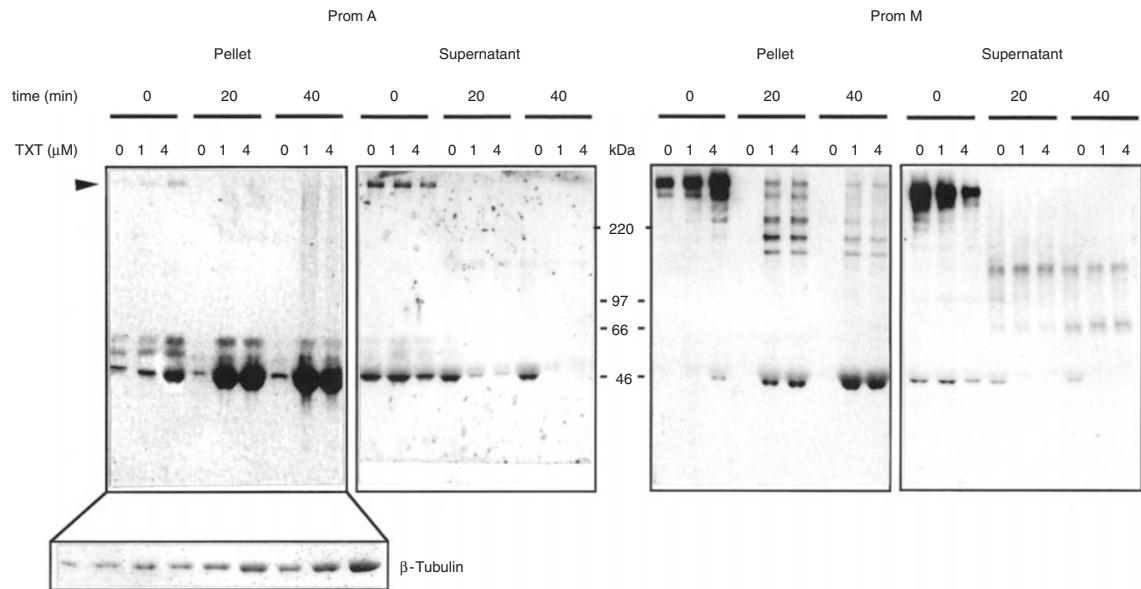 Prom A Prom M
Pellet Supernatant Pellet Supernatant
time (min) 0 20 40 0 20 40 0 20 40 0 20 40
TXT (μM) 0 1 4 0 1 4 0 1 4 0 1 4 0 1 4 0 1 4 kDa 0 1 4 0 1 4 0 1 4 0 1 4 0 1 4 0 1 4
220
97
66
46
β-Tubulin